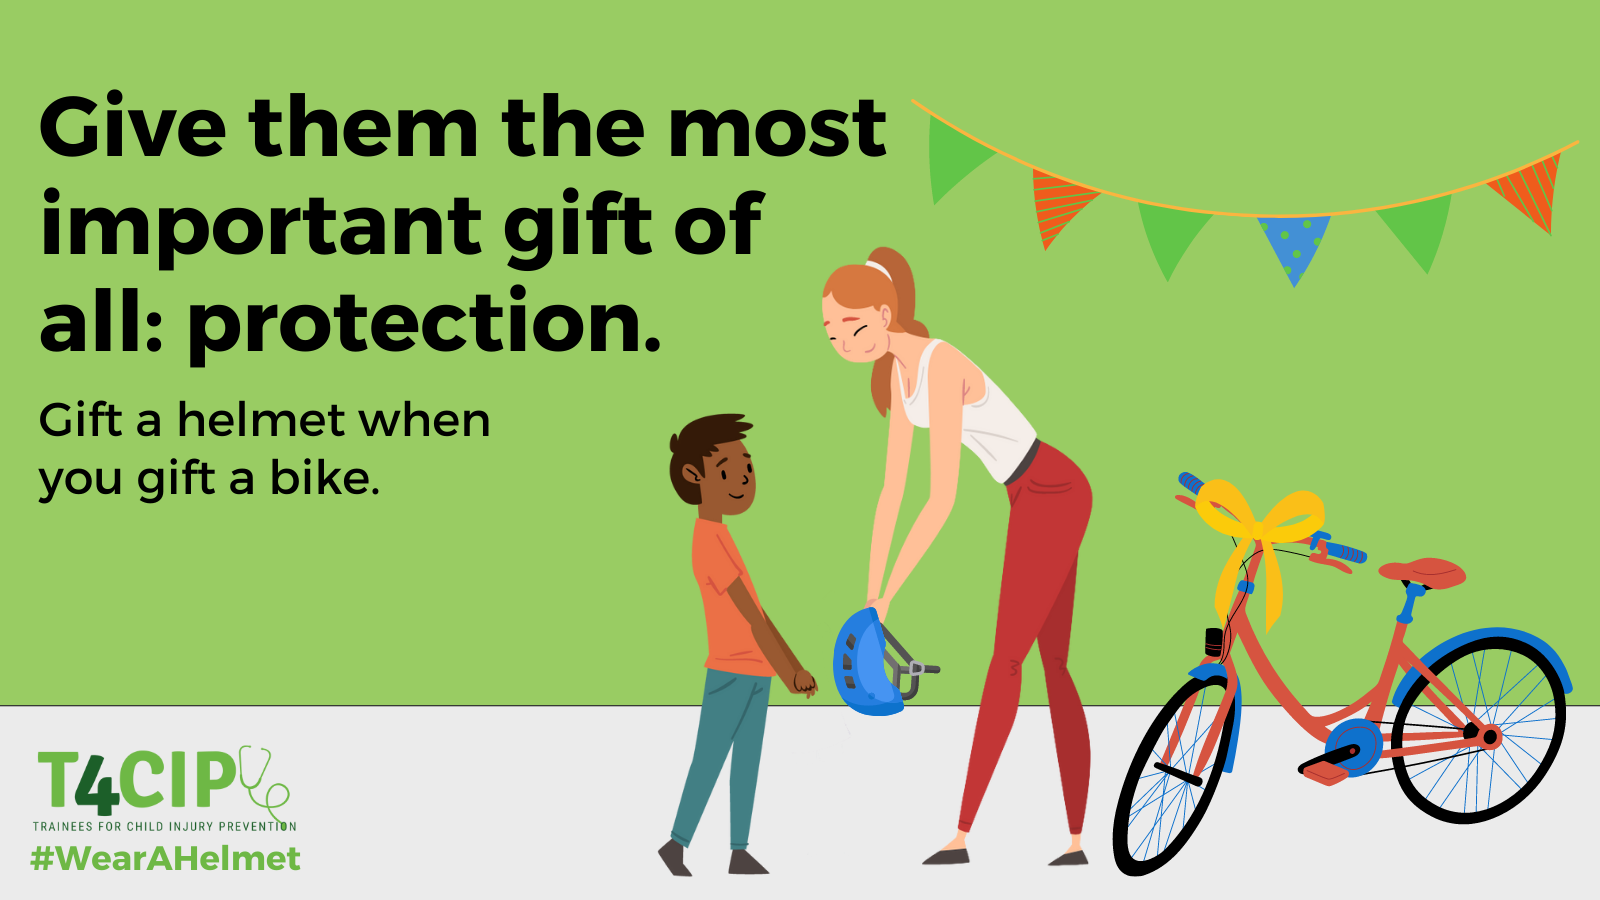 Give them the most
important gift of
all: protection.
Gift a helmet when
you gift a bike.
T4CIP
TRAINEES FOR CHILD INJURY PREVENTION
#WearAHelmet